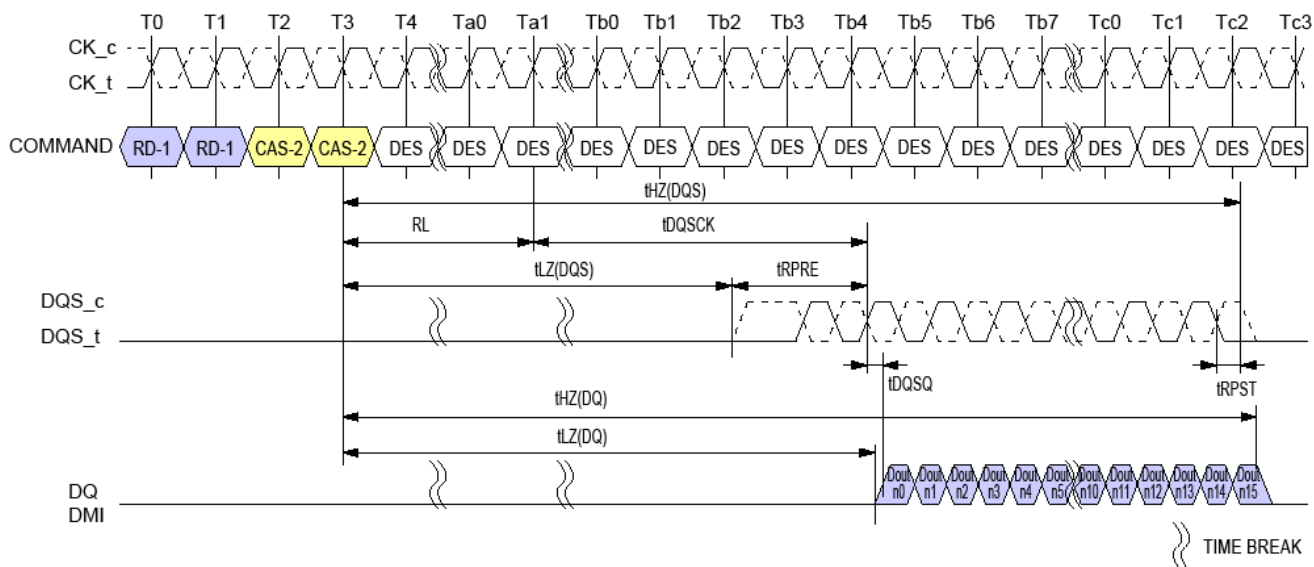 T0 T1 T2 T3 T4 Ta0 Ta1 Tb0 Tb1 Tb2 Tb3 Tb4 Tb5 Tb6 Tb7 Tc0 Tc1 Tc2 Tc3
CK_c
CK_t
COMMAND RD-1 RD-1 CAS-2 CAS-2 DES DES DES DES DES DES DES DES DES DES DES DES DES DES DES
tHZ(DQS)
RL tDQSCK
tLZ(DQS) tRPRE
DQS_c
DQS_t
tDQSQ tRPST
tHZ(DQ)
tLZ(DQ)
DQ Dout Dout Dout Dout Dout Dout Dout Dout Dout Dout Dout Dout
n0 n1 n2 n3 n4 n5 n10 n11 n12 n13 n14 n15
DMI
TIME BREAK